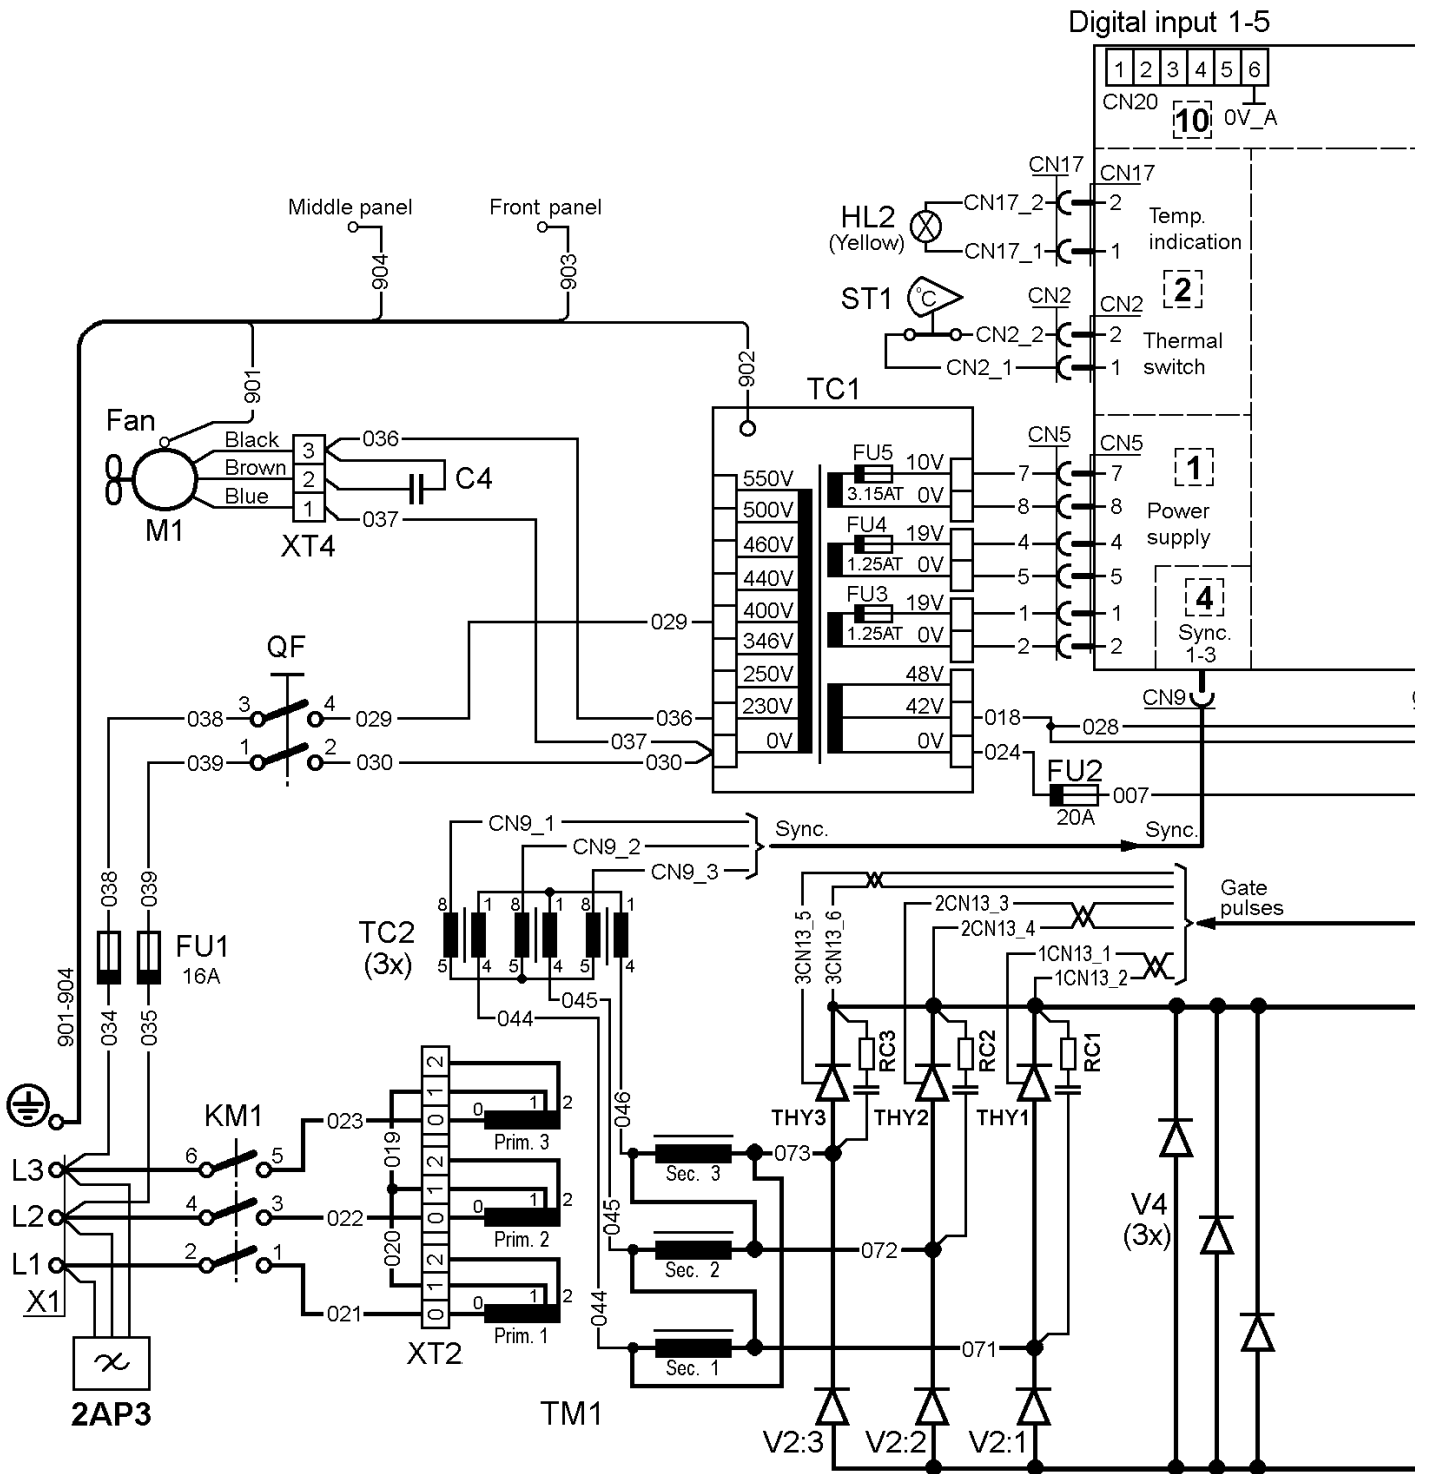 Digital input 1-5
1 2 3 4 5 6
CN20
10
0V_A
CN17
CN17
CN17_2
2
HL2
(Yellow)
CN17_1
1
Temp.
indication
2
Middle panel
Front panel
904
903
ST1
°C
CN2
CN2
CN2_2
2
CN2_1
1
Thermal
switch
901
902
TC1
Fan
M1
Black
Brown
Blue
3
2
1
XT4
036
037
C4
550V
500V
460V
440V
400V
346V
250V
230V
0V
FU5
3.15AT
10V
0V
FU4
1.25AT
19V
0V
FU3
1.25AT
19V
0V
48V
42V
0V
CN5
CN5
7
7
8
8
4
4
5
5
1
1
2
2
1
Power
supply
4
Sync.
1-3
CN9
029
QF
038
3
4
029
036
039
1
2
030
037
030
018
028
024
FU2
20A
007
CN9_1
CN9_2
CN9_3
Sync.
Sync.
038
039
FU1
16A
034
035
901-904
TC2
(3x)
8
1
8
1
8
1
5
4
5
4
5
4
045
044
3CN13_5
3CN13_6
2CN13_3
2CN13_4
1CN13_1
1CN13_2
Gate
pulses
RC3
RC2
RC1
THY3
THY2
THY1
KM1
L3
6
5
023
L2
4
3
022
L1
2
1
021
X1
2AP3
019
020
2
1
0
2
1
0
2
1
0
XT2
0
1
2
Prim. 3
0
1
2
Prim. 2
0
1
2
Prim. 1
046
045
044
Sec. 3
Sec. 2
Sec. 1
073
072
071
TM1
V4
(3x)
V2:3
V2:2
V2:1